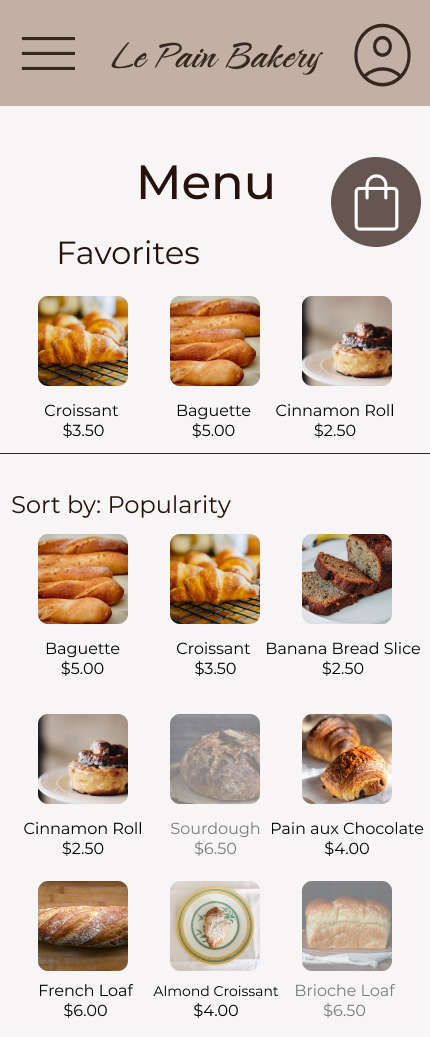 Le Pain Bakery
Menu
Favorites
Croissant
$3.50
Baguette
$5.00
Cinnamon Roll
$2.50
Sort by: Popularity
Baguette
$5.00
Croissant
$3.50
Banana Bread Slice
$2.50
Cinnamon Roll
$2.50
Sourdough
$6.50
Pain aux Chocolate
$4.00
French Loaf
$6.00
Almond Croissant
$4.00
Brioche Loaf
$6.50